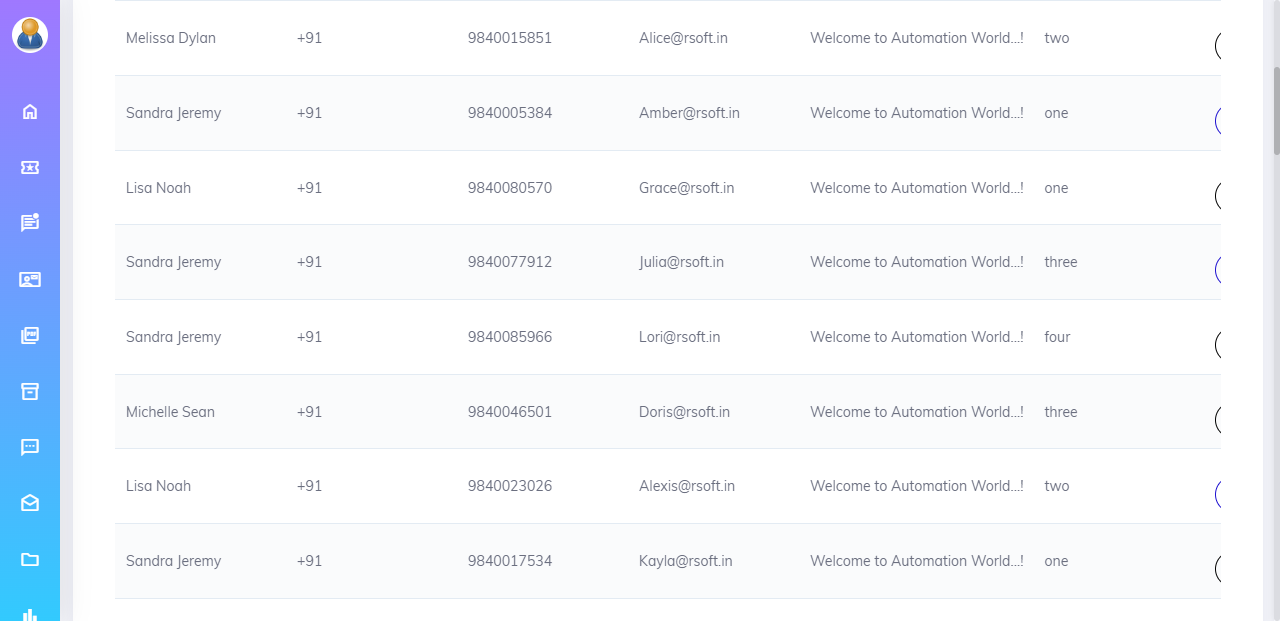 Melissa Dylan +91 9840015851 Alice@rsoft.in Welcome to Automation World...! two
Sandra Jeremy +91 9840005384 Amber@rsoft.in Welcome to Automation World...! one
Lisa Noah +91 9840080570 Grace@rsoft.in Welcome to Automation World...! one
Sandra Jeremy +91 9840077912 Julia@rsoft.in Welcome to Automation World...! three
Sandra Jeremy +91 9840085966 Lori@rsoft.in Welcome to Automation World...! four
Michelle Sean +91 9840046501 Doris@rsoft.in Welcome to Automation World...! three
Lisa Noah +91 9840023026 Alexis@rsoft.in Welcome to Automation World...! two
Sandra Jeremy +91 9840017534 Kayla@rsoft.in Welcome to Automation World...! one